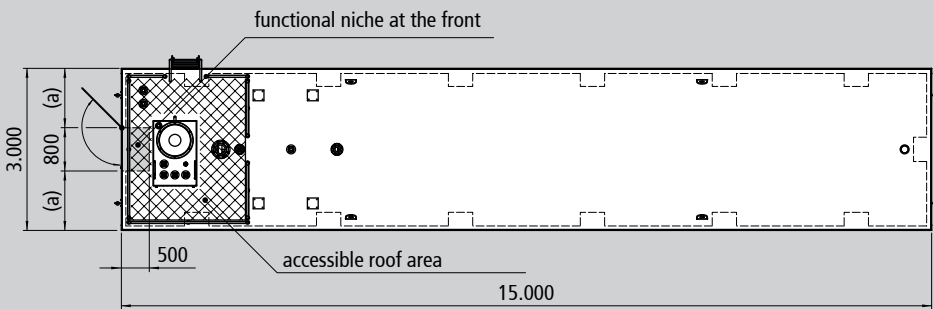 functional niche at the front
(a)
3.000
800
(a)
500
accessible roof area
15.000